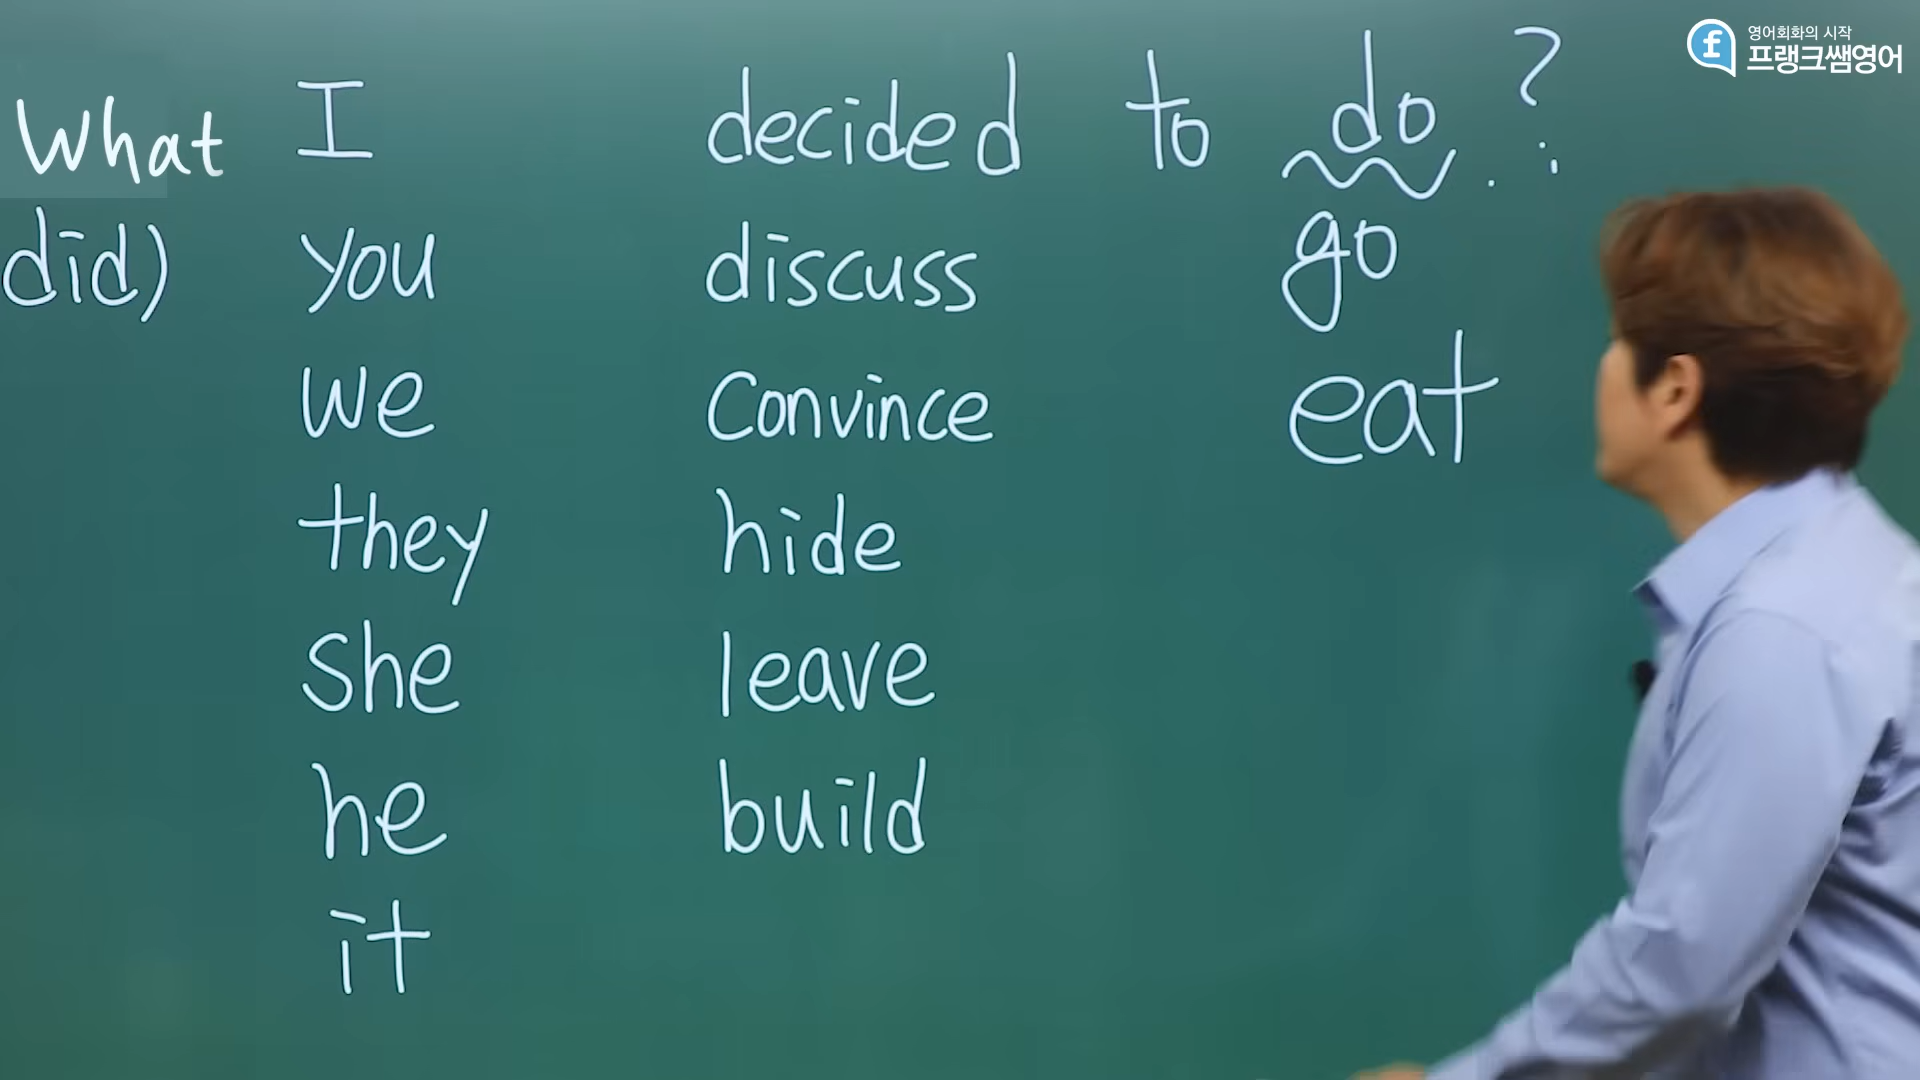 영어회화의 시작
프랭크쌤영어
What I decided to do ?
did) you discuss go
we convince eat
they hide
she leave
he build
it